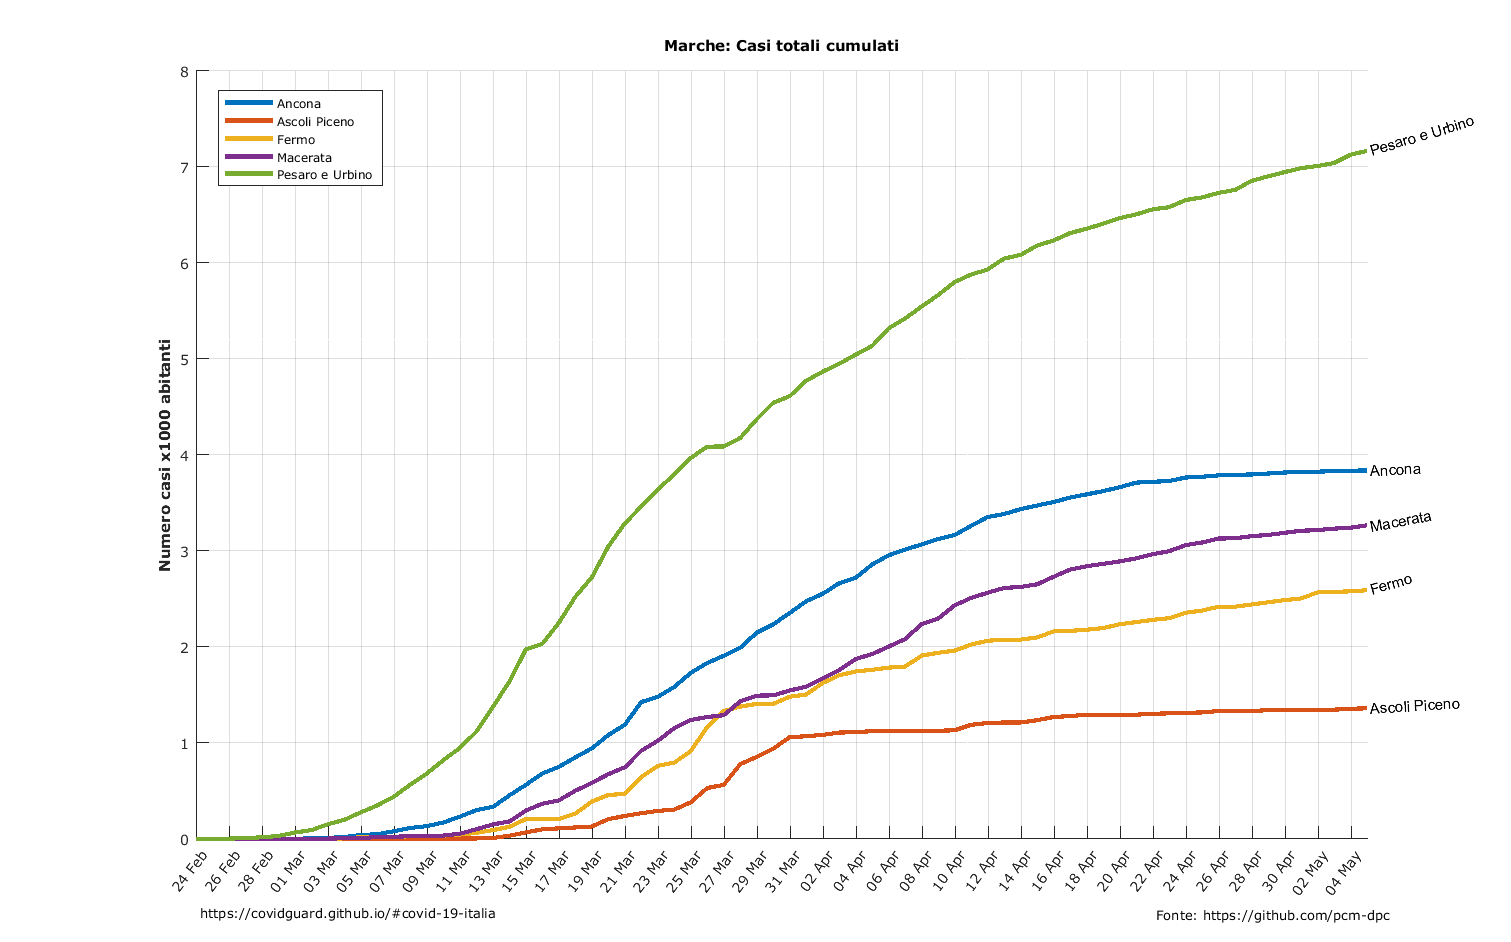 Marche: Casi totali cumulati
Ancona
Ascoli Piceno
Fermo
Macerata
Pesaro e Urbino
Numero casi x1000 abitanti
8
7
6
5
4
3
2
1
0
Pesaro e Urbino
Ancona
Macerata
Fermo
Ascoli Piceno
24 Feb
26 Feb
28 Feb
01 Mar
03 Mar
05 Mar
07 Mar
09 Mar
11 Mar
13 Mar
15 Mar
17 Mar
19 Mar
21 Mar
23 Mar
25 Mar
27 Mar
29 Mar
31 Mar
02 Apr
04 Apr
06 Apr
08 Apr
10 Apr
12 Apr
14 Apr
16 Apr
18 Apr
20 Apr
22 Apr
24 Apr
26 Apr
28 Apr
30 Apr
02 May
04 May
https://covidguard.github.io/#covid-19-italia
Fonte: https://github.com/pcm-dpc